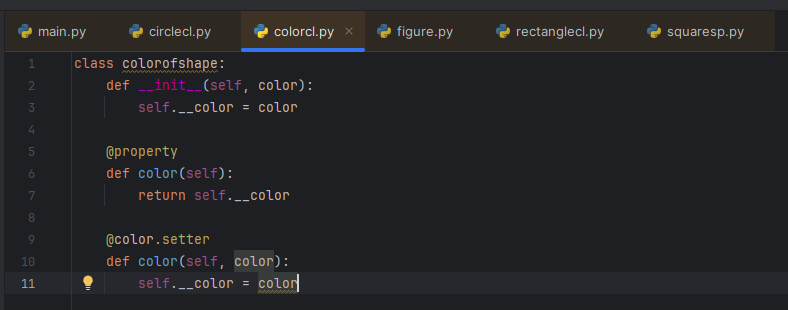 main.py circlecl.py colorcl.py × figure.py rectanglecl.py squaresp.py
1 class colorofshape:
2     def __init__(self, color):
3         self.__color = color
4
5     @property
6     def color(self):
7         return self.__color
8
9     @color.setter
10     def color(self, color):
11         self.__color = color